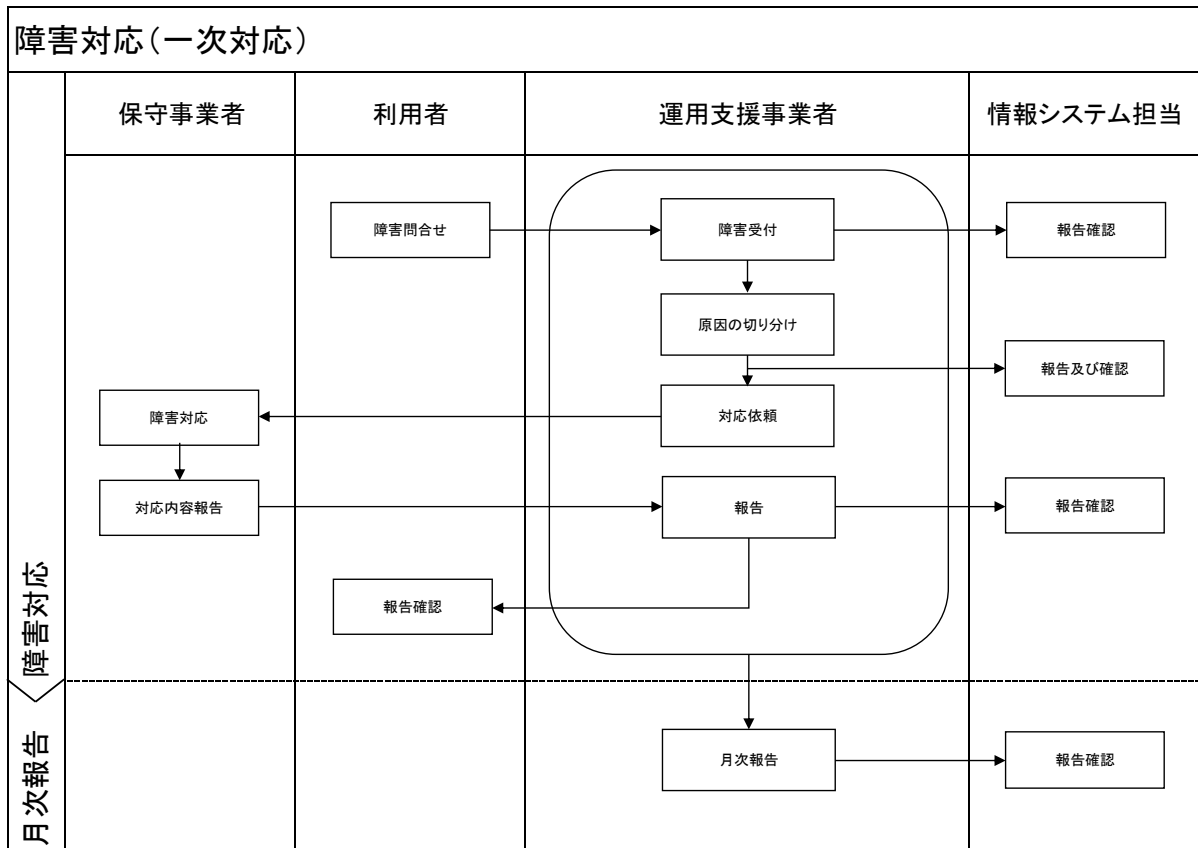 障害対応（一次対応）
保守事業者
利用者
運用支援事業者
情報システム担当
障害問合せ
障害受付
報告確認
原因の切り分け
報告及び確認
障害対応
対応依頼
対応内容報告
報告
報告確認
報告確認
障害対応
月次報告
月次報告
報告確認